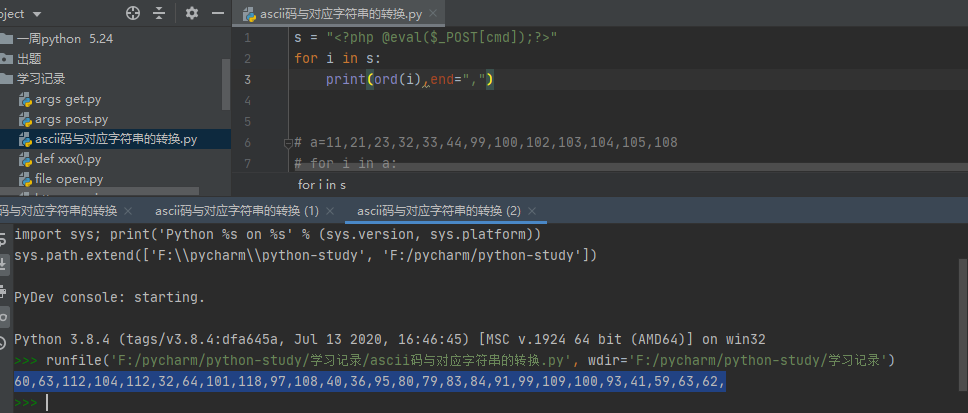 oject
ascii码与对应字符串的转换.py
一周python 5.24
出题
学习记录
args get.py
args post.py
ascii码与对应字符串的转换.py
def xxx().py
file open.py
1 s = "<?php @eval($_POST[cmd]);?>"
2 for i in s:
3 print(ord(i),end=",")
4
5
6 # a=11,21,23,32,33,44,99,100,102,103,104,105,108
7 # for i in a:
for i in s
码与对应字符串的转换
ascii码与对应字符串的转换 (1)
ascii码与对应字符串的转换 (2)
import sys; print('Python %s on %s' % (sys.version, sys.platform))
sys.path.extend(['F:\\pycharm\\python-study', 'F:/pycharm/python-study'])
PyDev console: starting.
Python 3.8.4 (tags/v3.8.4:dfa645a, Jul 13 2020, 16:46:45) [MSC v.1924 64 bit (AMD64)] on win32
>>> runfile('F:/pycharm/python-study/学习记录/ascii码与对应字符串的转换.py', wdir='F:/pycharm/python-study/学习记录')
60,63,112,104,112,32,64,101,118,97,108,40,36,95,80,79,83,84,91,99,109,100,93,41,59,63,62,
>>>